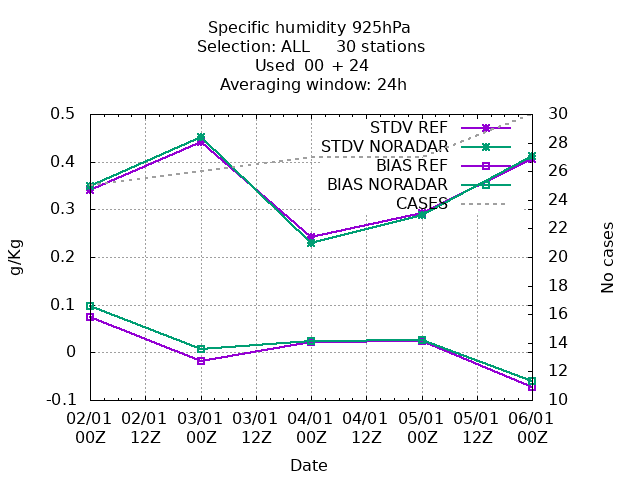 Specific humidity 925hPa
Selection: ALL 30 stations
Used 00 + 24
Averaging window: 24h
STDV REF
STDV NORADAR
BIAS REF
BIAS NORADAR
CASES
g/Kg
0.5
0.4
0.3
0.2
0.1
0
-0.1
30
28
26
24
22
20
18
16
14
12
10
No cases
02/01 02/01 03/01 03/01 04/01 04/01 05/01 05/01 06/01
00Z 12Z 00Z 12Z 00Z 12Z 00Z 12Z 00Z
Date